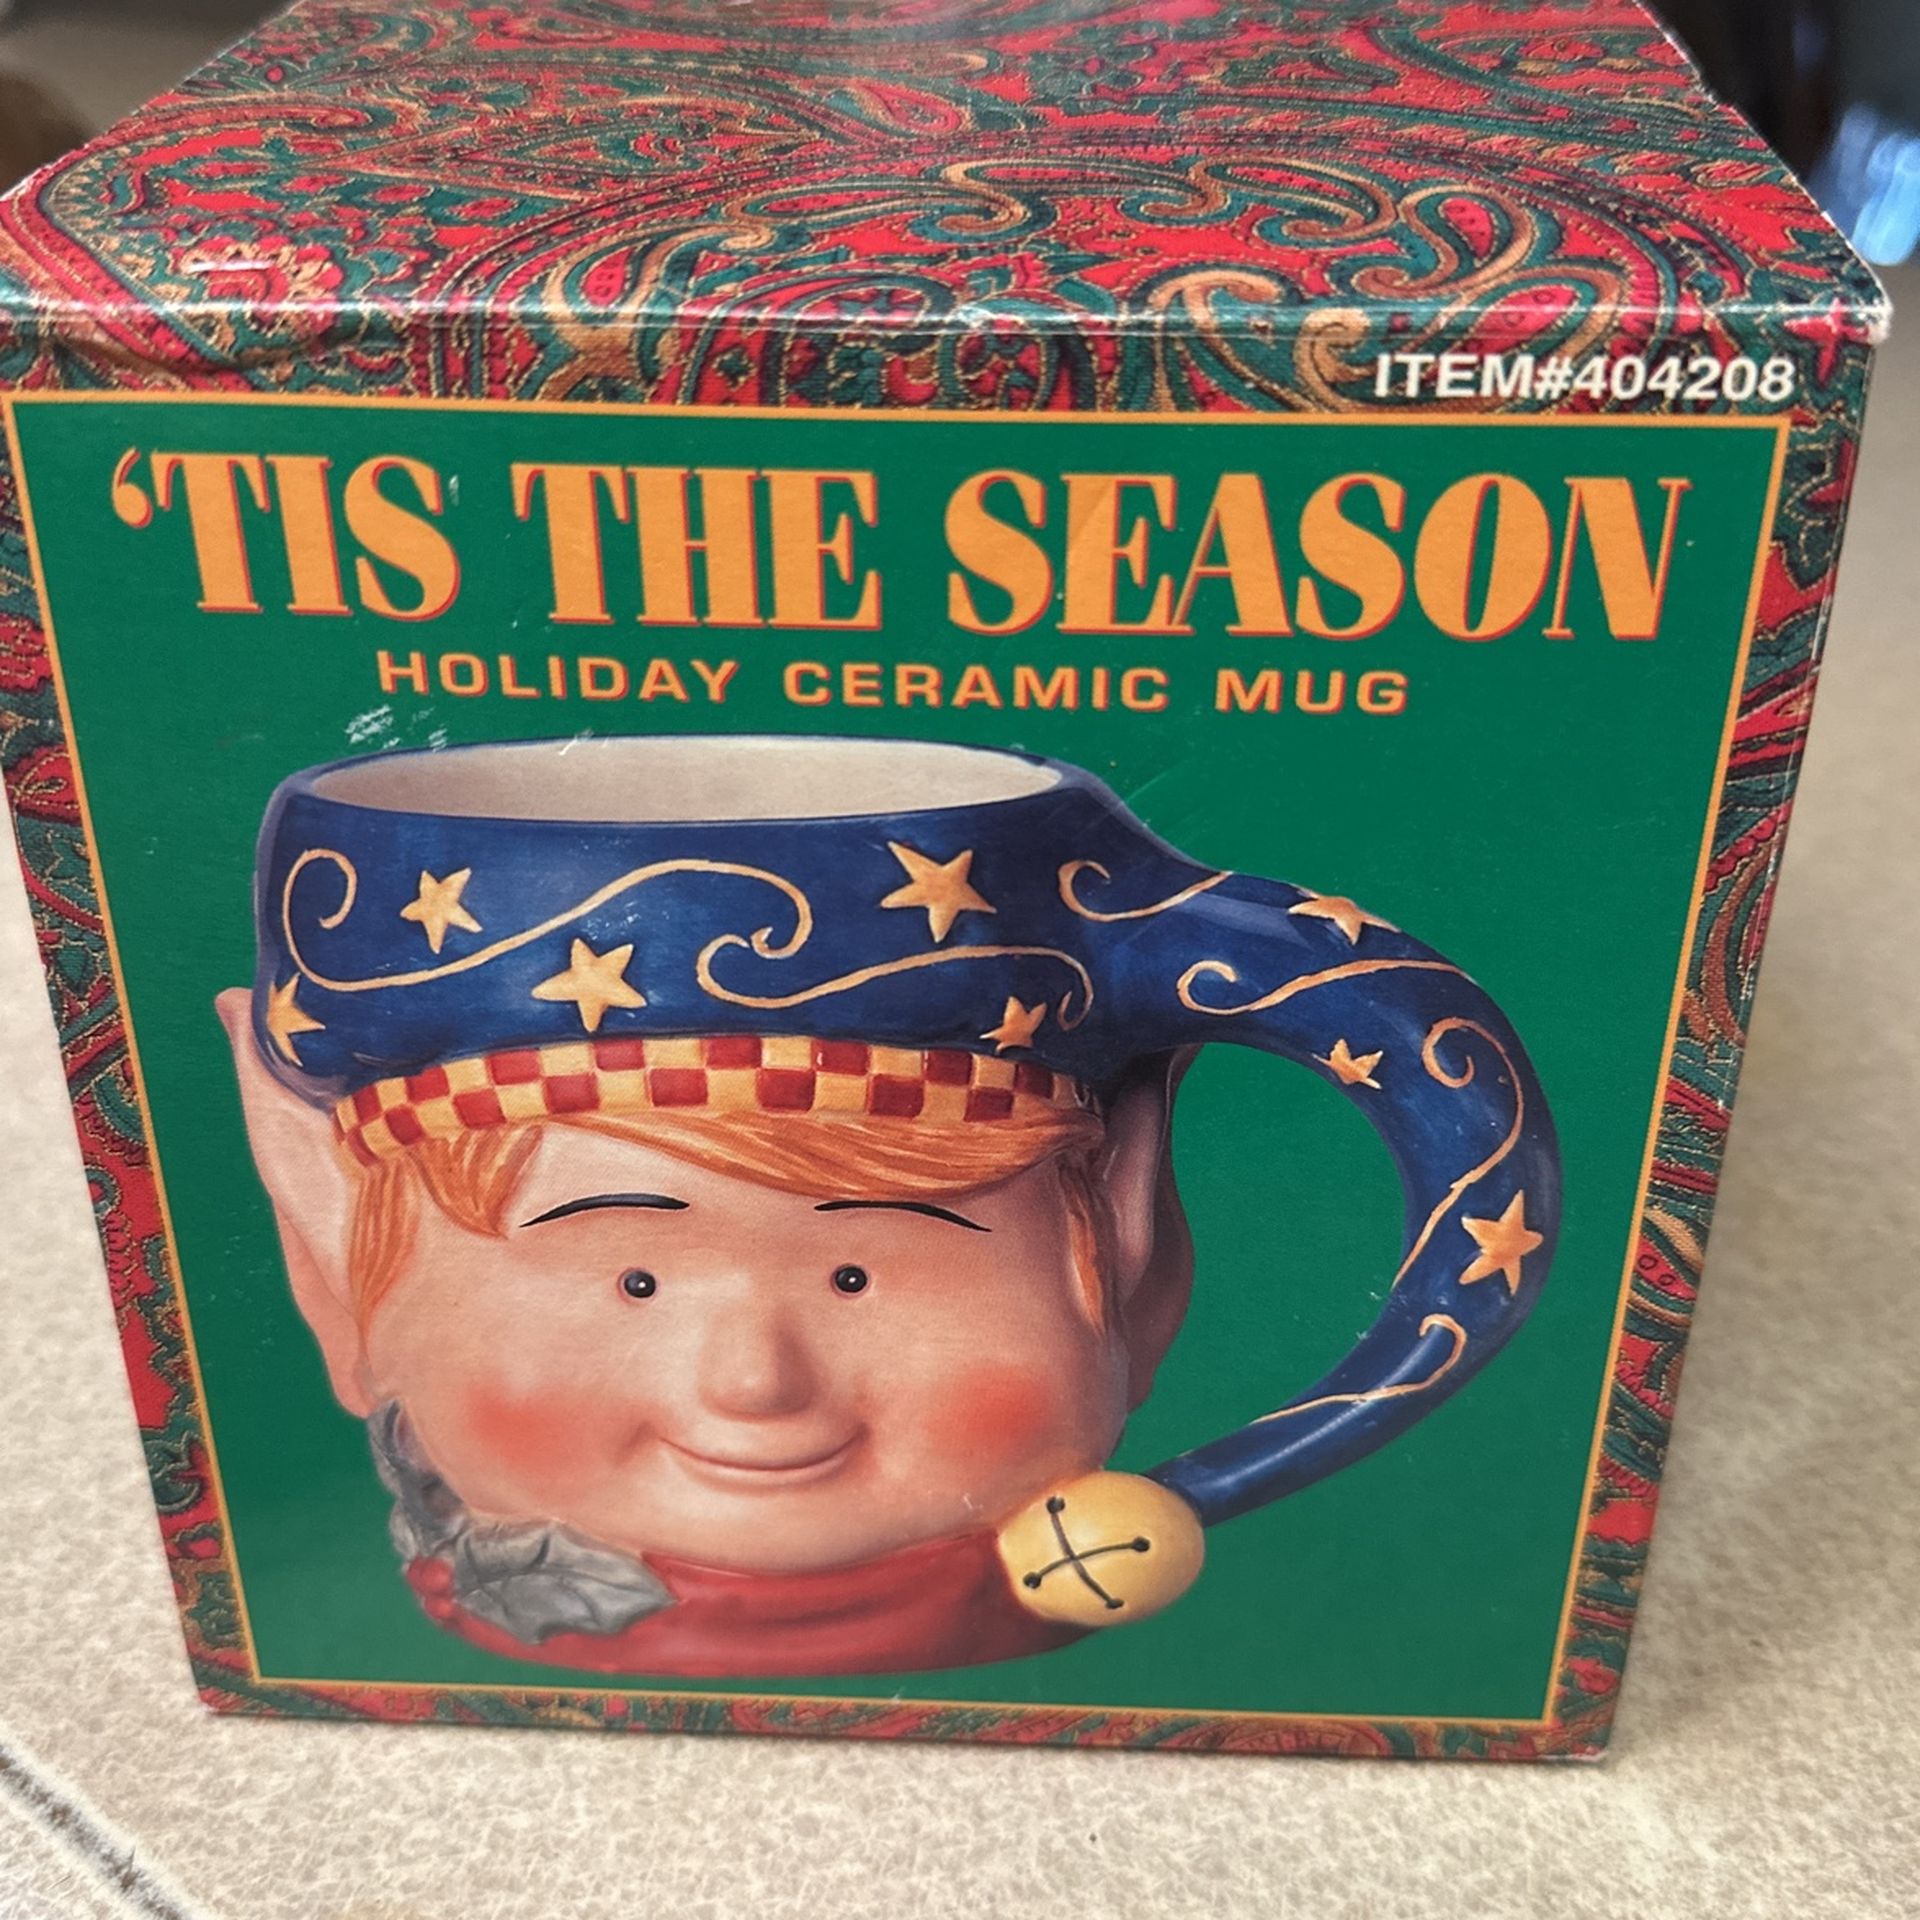 ITEM#404208
‘TIS THE SEASON
HOLIDAY CERAMIC MUG